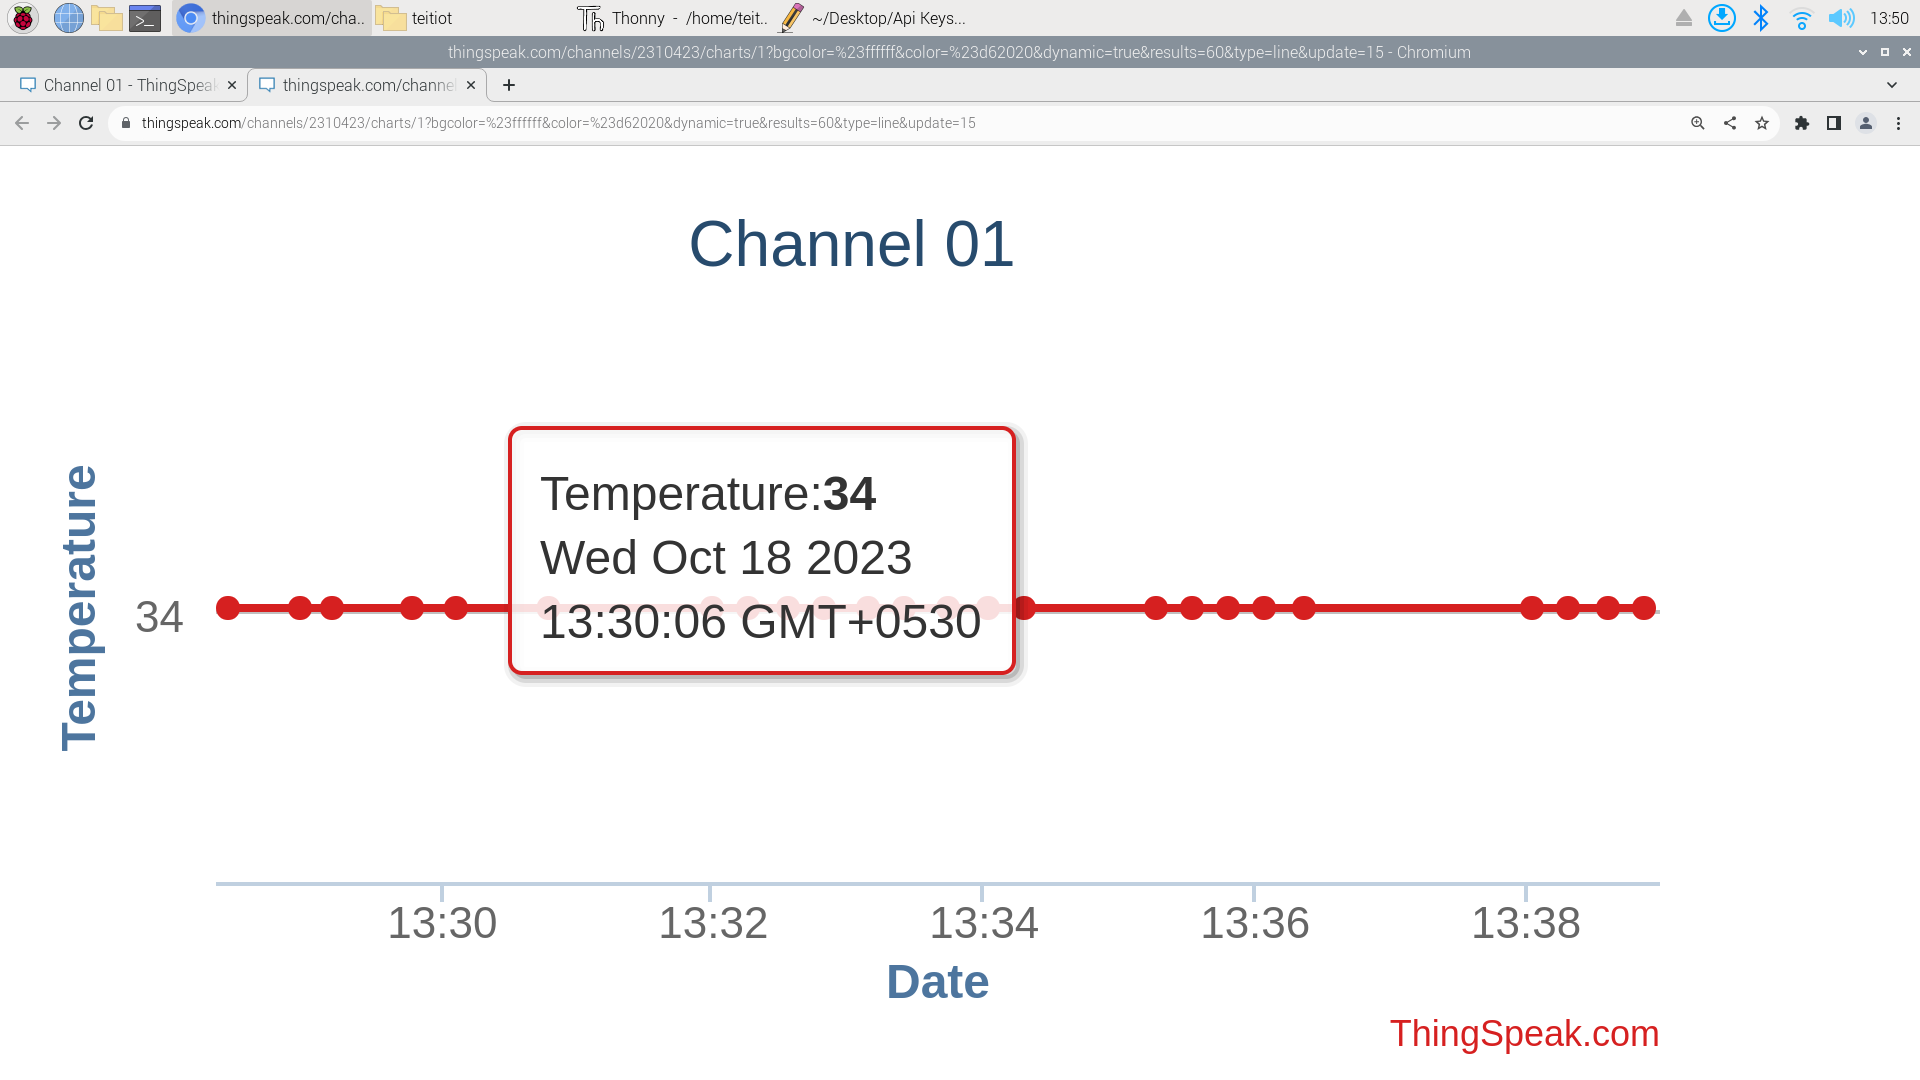 thingspeak.com/cha..
teitiot
Thonny - /home/teit..
~/Desktop/Api Keys...
13:50
thingspeak.com/channels/2310423/charts/1?bgcolor=%23ffffff&color=%23d62020&dynamic=true&results=60&type=line&update=15 - Chromium
Channel 01 - ThingSpeak
thingspeak.com/channel
thingspeak.com/channels/2310423/charts/1?bgcolor=%23ffffff&color=%23d62020&dynamic=true&results=60&type=line&update=15
Channel 01
Temperature
34
Temperature:34
Wed Oct 18 2023
13:30:06 GMT+0530
13:30 13:32 13:34 13:36 13:38
Date
ThingSpeak.com